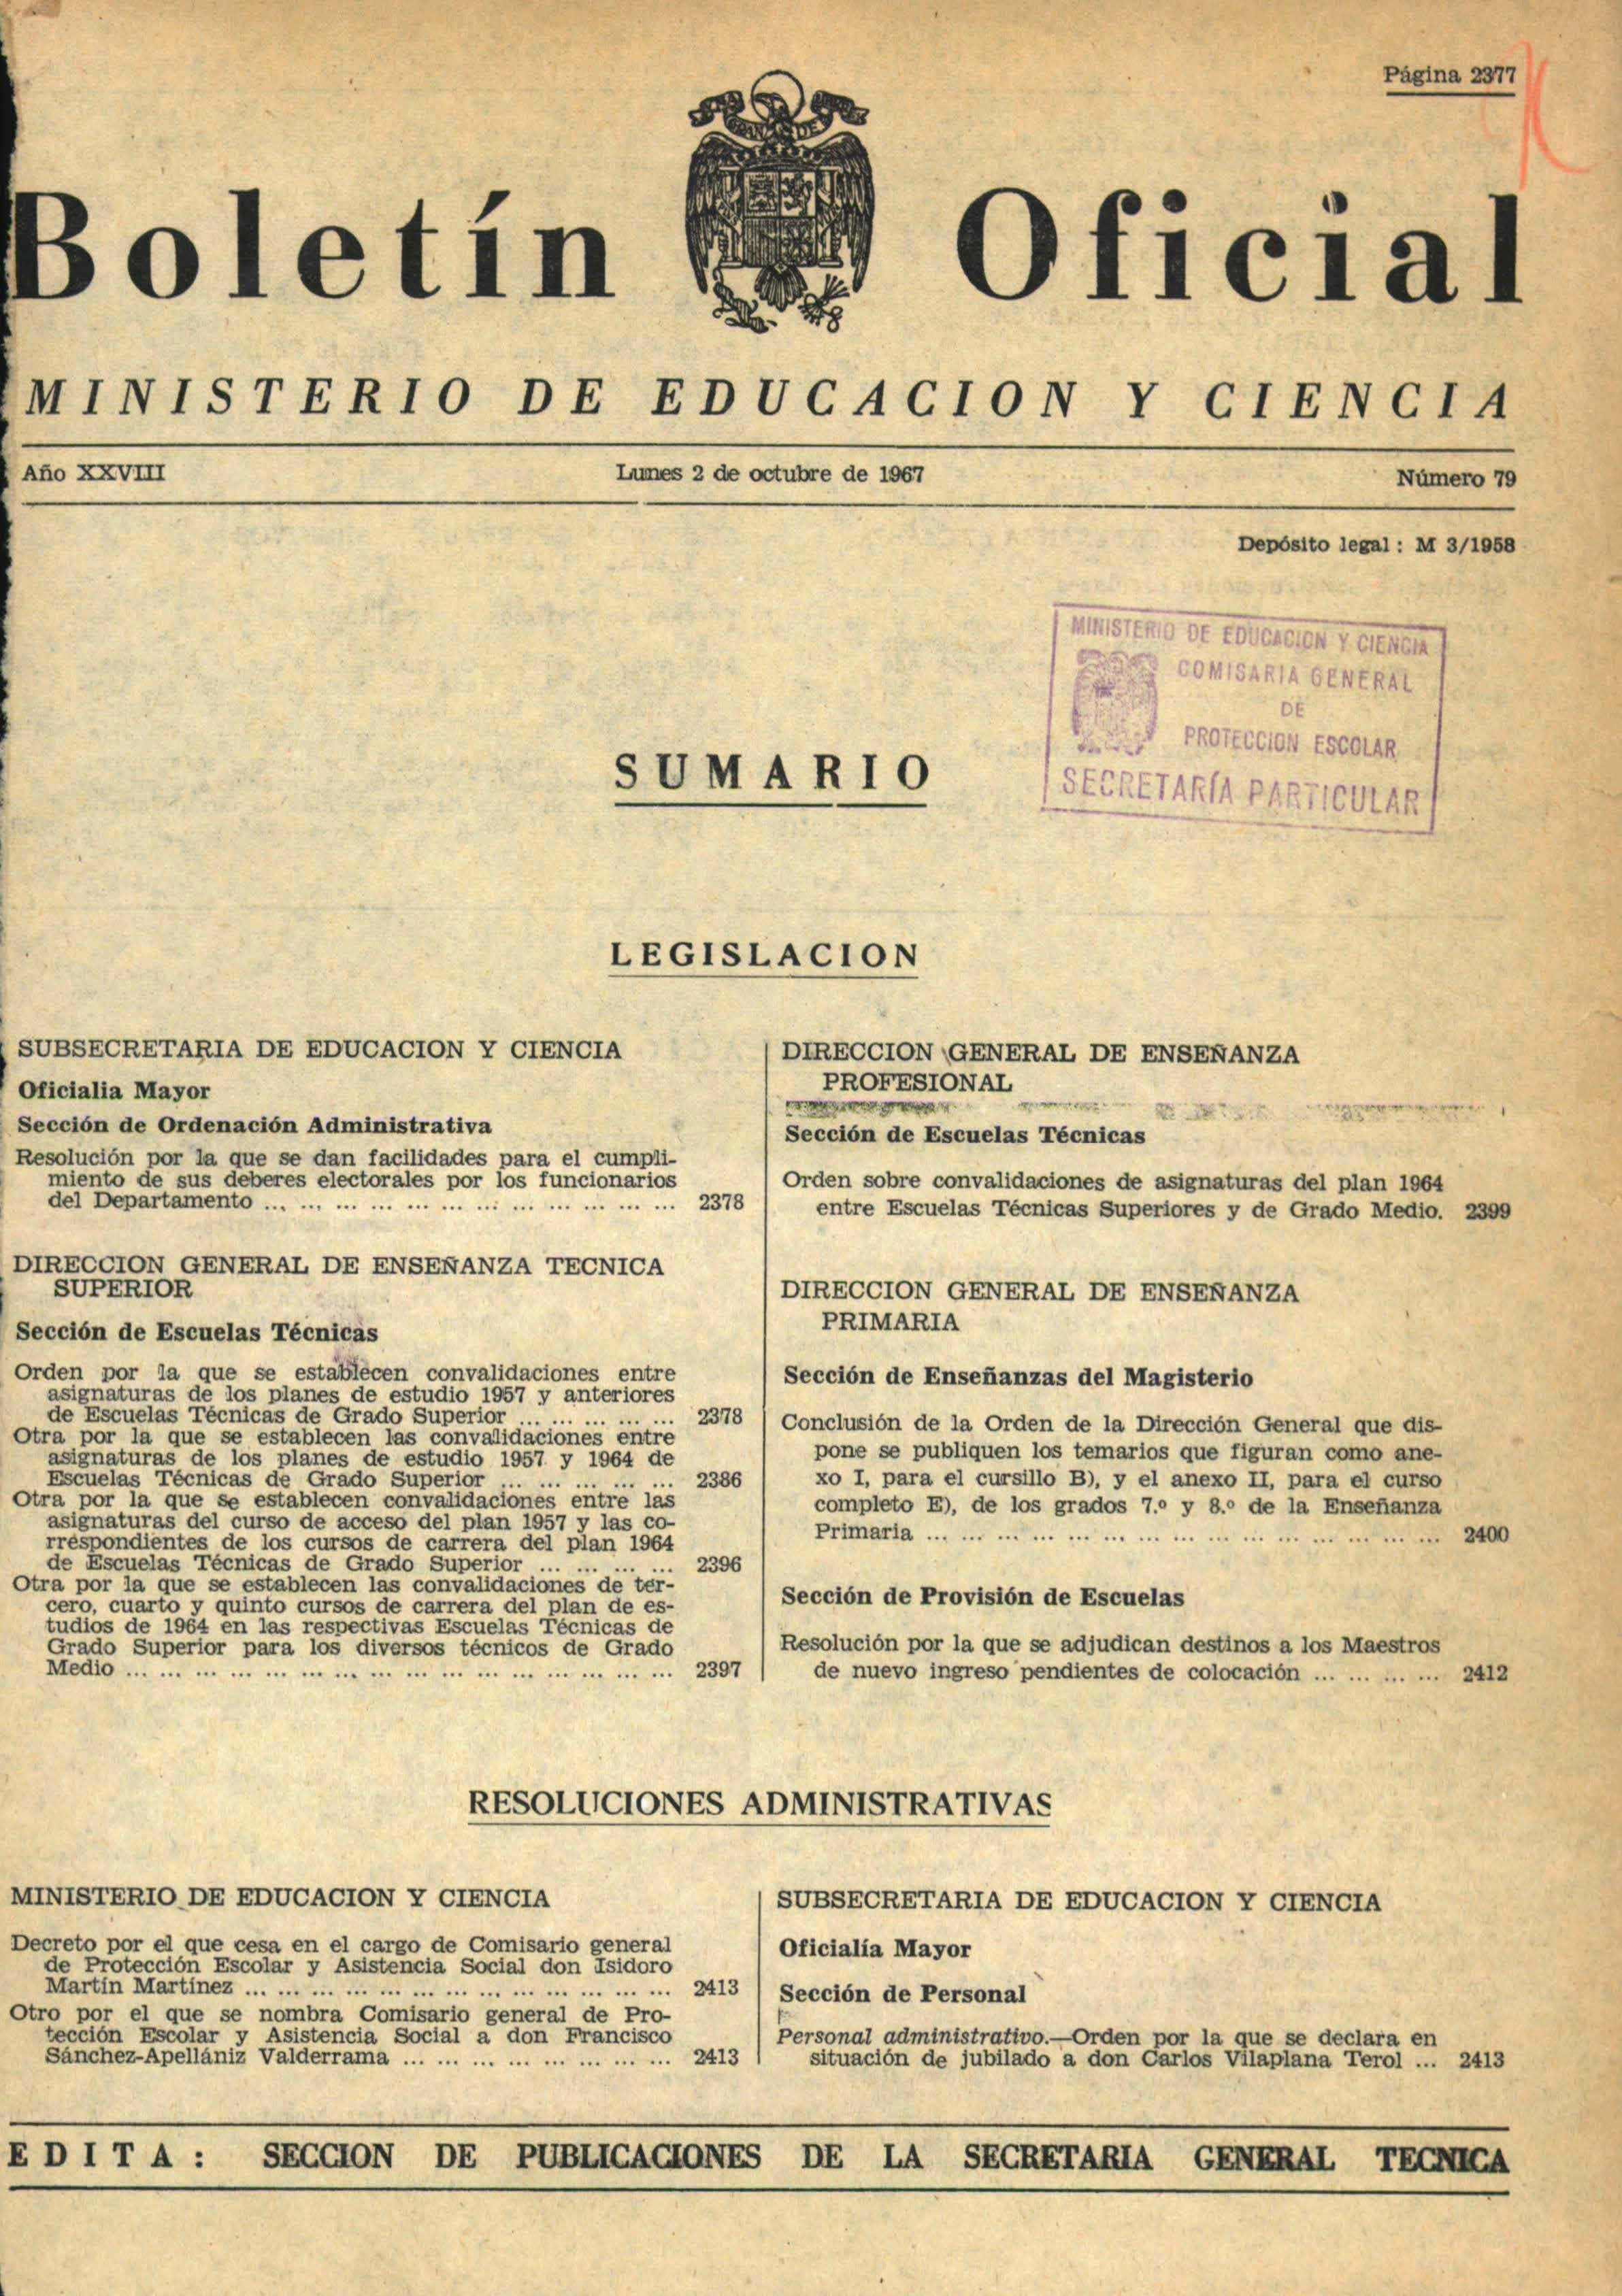 Página 2377
Boletín Oficial
MINISTERIO DE EDUCACION Y CIENCIA
Año XXVIII
Lunes 2 de octubre de 1967
Número 79
Depósito legal : M 3/1958
MINISTERIO DE EDUCACION Y CIENCIA
COMISARIA GENERAL
DE
PROTECCION ESCOLAR
SECRETARÍA PARTICULAR
SUMARIO
LEGISLACION
SUBSECRETARIA DE EDUCACION Y CIENCIA
Oficialia Mayor
Sección de Ordenación Administrativa
Resolución por la que se dan facilidades para el cumpli-
miento de sus deberes electorales por los funcionarios
del Departamento ... ... ... ... ... ... ... ... ... ... ... ... 2378
DIRECCION GENERAL DE ENSEÑANZA TECNICA
SUPERIOR
Sección de Escuelas Técnicas
Orden por la que se establecen convalidaciones entre
asignaturas de los planes de estudio 1957 y anteriores
de Escuelas Técnicas de Grado Superior ... ... ... ... ... 2378
Otra por la que se establecen las convalidaciones entre
asignaturas de los planes de estudio 1957 y 1964 de
Escuelas Técnicas de Grado Superior ... ... ... ... ... 2386
Otra por la que se establecen convalidaciones entre las
asignaturas del curso de acceso del plan 1957 y las co-
rrespondientes de los cursos de carrera del plan 1964
de Escuelas Técnicas de Grado Superior ... ... ... ... 2396
Otra por la que se establecen las convalidaciones de ter-
cero, cuarto y quinto cursos de carrera del plan de es-
tudios de 1964 en las respectivas Escuelas Técnicas de
Grado Superior para los diversos técnicos de Grado
Medio ... ... ... ... ... ... ... ... ... ... ... ... ... ... ... ... 2397
DIRECCION GENERAL DE ENSEÑANZA
PROFESIONAL
Sección de Escuelas Técnicas
Orden sobre convalidaciones de asignaturas del plan 1964
entre Escuelas Técnicas Superiores y de Grado Medio. 2399
DIRECCION GENERAL DE ENSEÑANZA
PRIMARIA
Sección de Enseñanzas del Magisterio
Conclusión de la Orden de la Dirección General que dis-
pone se publiquen los temarios que figuran como ane-
xo I, para el cursillo B), y el anexo II, para el curso
completo E), de los grados 7.º y 8.º de la Enseñanza
Primaria ... ... ... ... ... ... ... ... ... ... ... ... ... ... ... 2400
Sección de Provisión de Escuelas
Resolución por la que se adjudican destinos a los Maestros
de nuevo ingreso pendientes de colocación ... ... ... ... 2412
RESOLUCIONES ADMINISTRATIVAS
MINISTERIO DE EDUCACION Y CIENCIA
Decreto por el que cesa en el cargo de Comisario general
de Protección Escolar y Asistencia Social don Isidoro
Martín Martínez ... ... ... ... ... ... ... ... ... ... ... ... ... 2413
Otro por el que se nombra Comisario general de Pro-
tección Escolar y Asistencia Social a don Francisco
Sánchez-Apellániz Valderrama ... ... ... ... ... ... ... ... 2413
SUBSECRETARIA DE EDUCACION Y CIENCIA
Oficialía Mayor
Sección de Personal
Personal administrativo.—Orden por la que se declara en
situación de jubilado a don Carlos Vilaplana Terol ... 2413
EDITA: SECCION DE PUBLICACIONES DE LA SECRETARIA GENERAL TECNICA